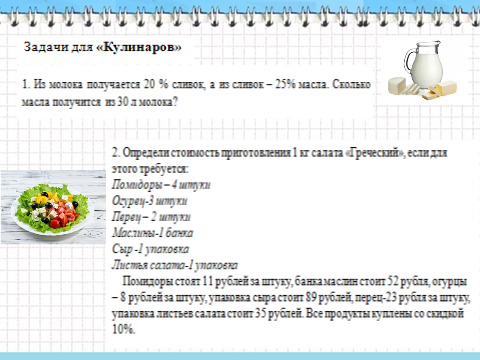 Задачи для «Кулинаров»
1. Из молока получается 20 % сливок, а из сливок – 25% масла. Сколько
масла получится из 30 л молока?
2. Определи стоимость приготовления 1 кг салата «Греческий», если для
этого требуется:
Помидоры – 4 штуки
Огурец-3 штуки
Перец – 2 штуки
Маслины-1 банка
Сыр -1 упаковка
Листья салата-1 упаковка
Помидоры стоят 11 рублей за штуку, банка маслин стоит 52 рубля, огурцы
– 8 рублей за штуку, упаковка сыра стоит 89 рублей, перец-23 рубля за штуку,
упаковка листьев салата стоит 35 рублей. Все продукты куплены со скидкой
10%.